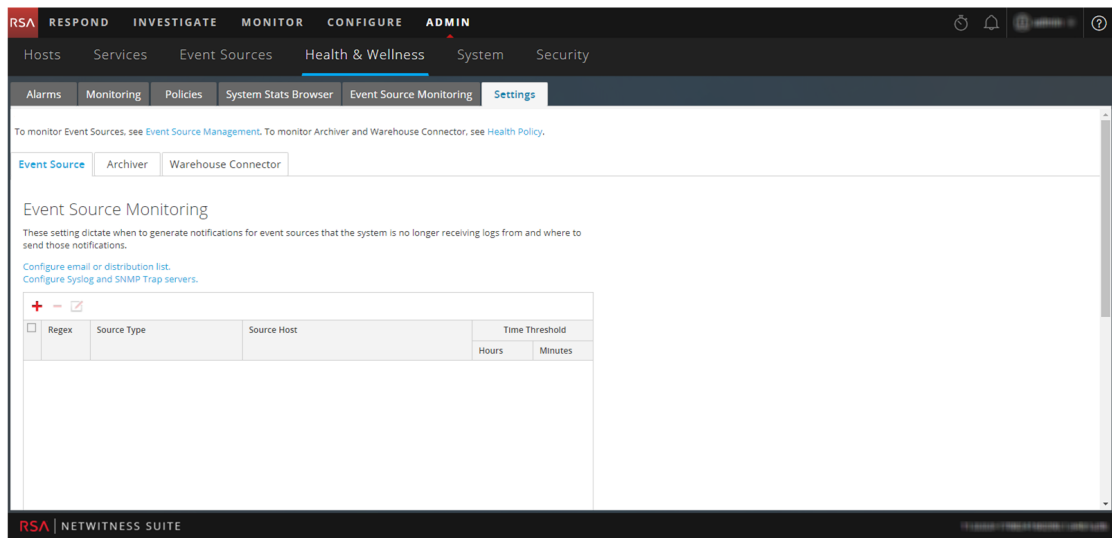 RSA RESPOND INVESTIGATE MONITOR CONFIGURE ADMIN
Hosts Services Event Sources Health & Wellness System Security
Alarms Monitoring Policies System Stats Browser Event Source Monitoring Settings
To monitor Event Sources, see Event Source Management. To monitor Archiver and Warehouse Connector, see Health Policy.
Event Source Archiver Warehouse Connector
Event Source Monitoring
These setting dictate when to generate notifications for event sources that the system is no longer receiving logs from and where to
send those notifications.
Configure email or distribution list.
Configure Syslog and SNMP Trap servers.
Regex Source Type Source Host Time Threshold
Hours Minutes
RSA NETWITNESS SUITE